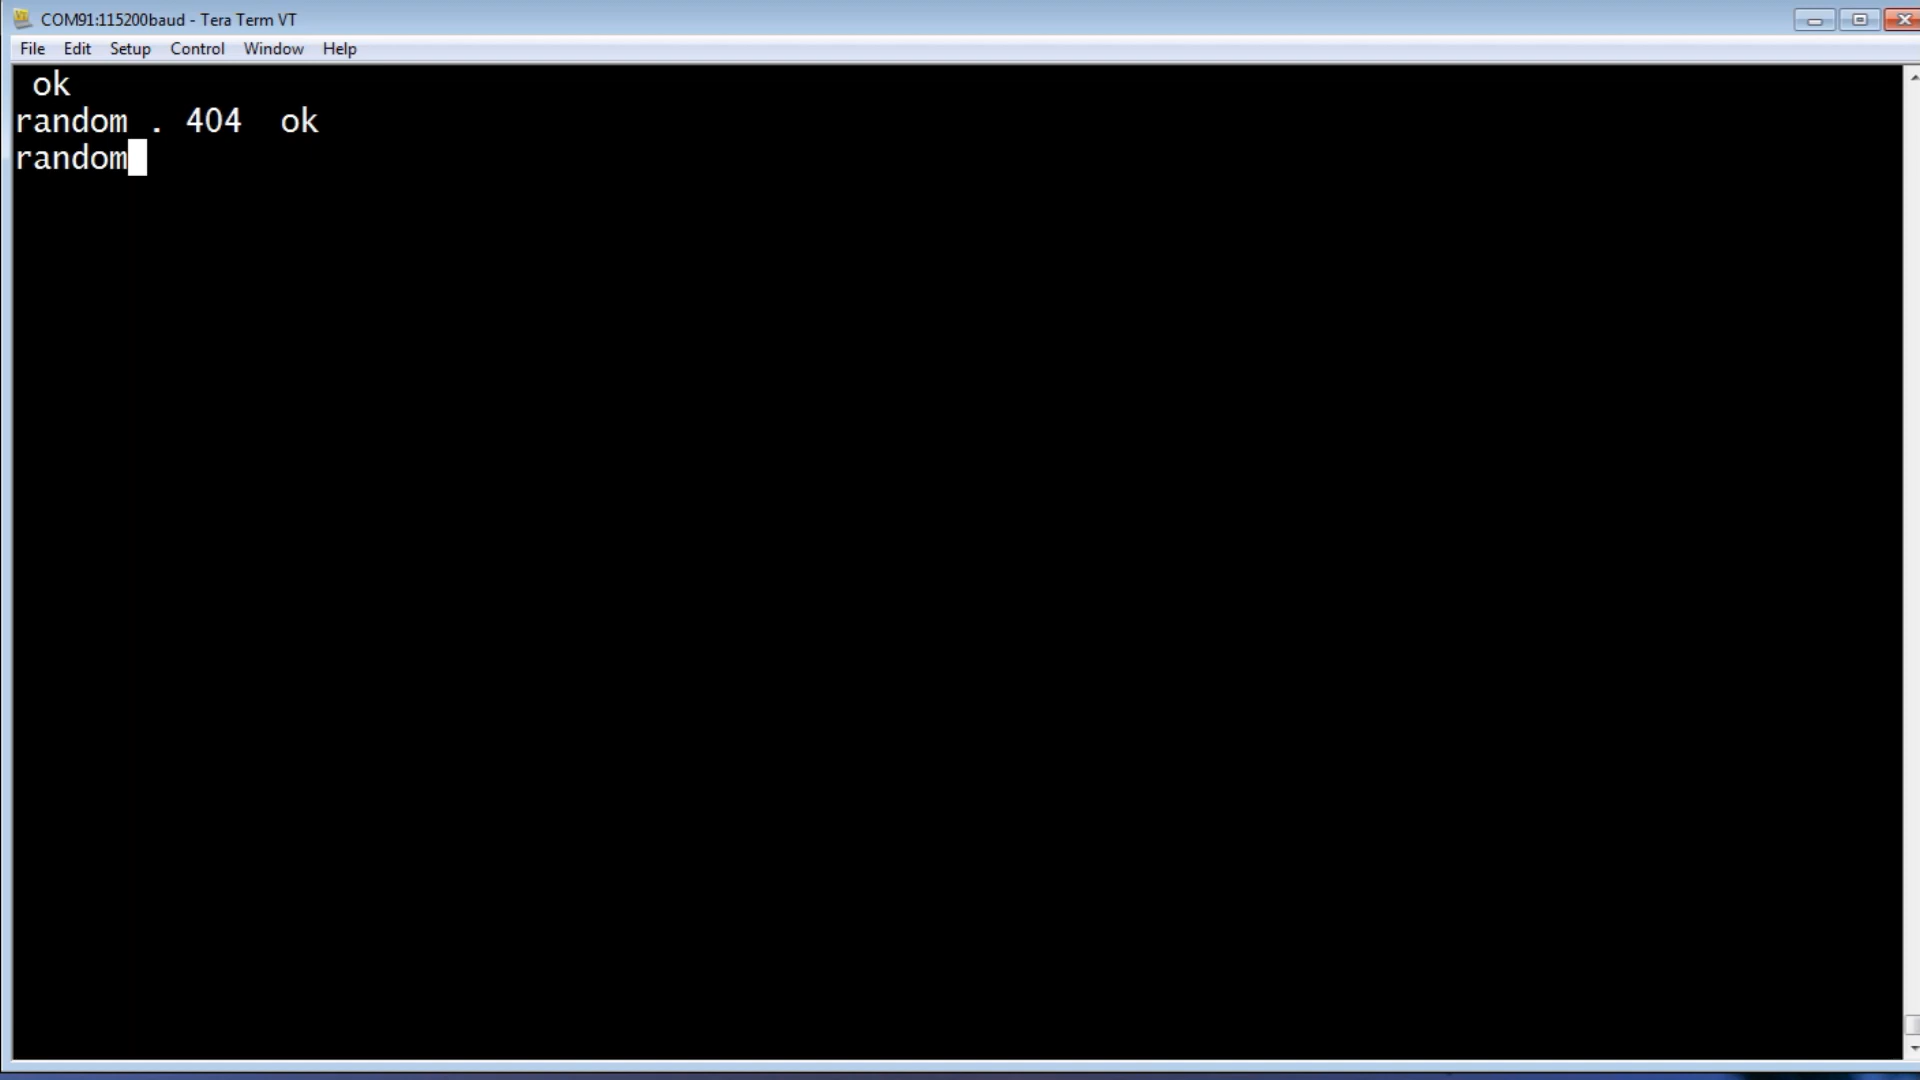 COM91:115200baud - Tera Term VT
File Edit Setup Control Window Help
ok
random . 404  ok
random